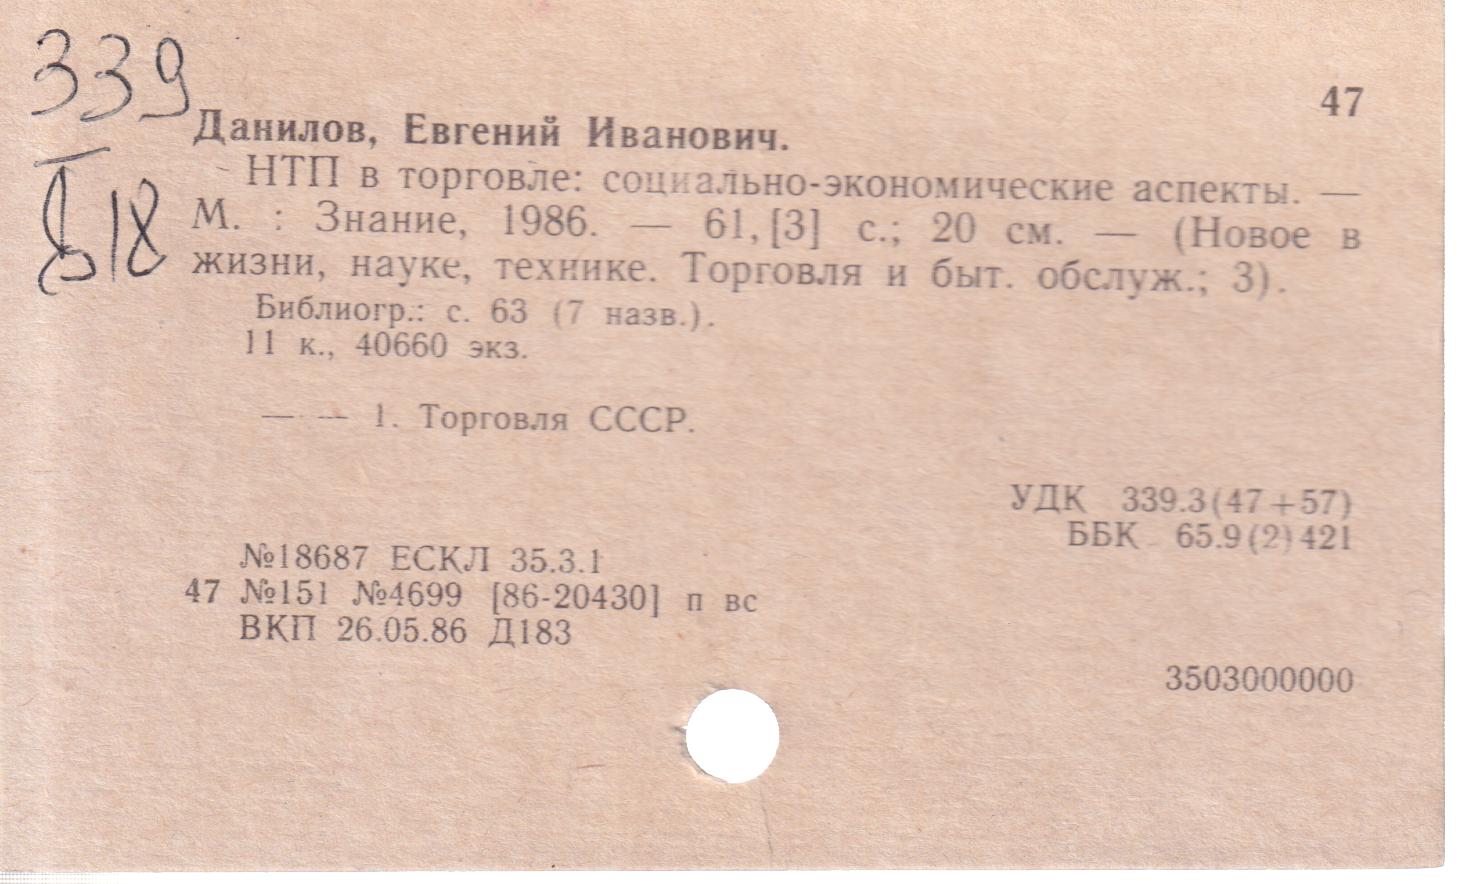 339
47
Данилов, Евгений Иванович.
НТП в торговле: социально-экономические аспекты. —
Д18
М. : Знание, 1986. — 61, [3] с.; 20 см. — (Новое в
жизни, науке, технике. Торговля и быт. обслуж.; 3).
Библиогр.: с. 63 (7 назв.).
11 к., 40660 экз.
— — 1. Торговля СССР.
УДК 339.3(47+57)
ББК 65.9(2)421
№18687 ЕСКЛ 35.3.1
47 №151 №4699 [86-20430] п вс
ВКП 26.05.86 Д183
3503000000